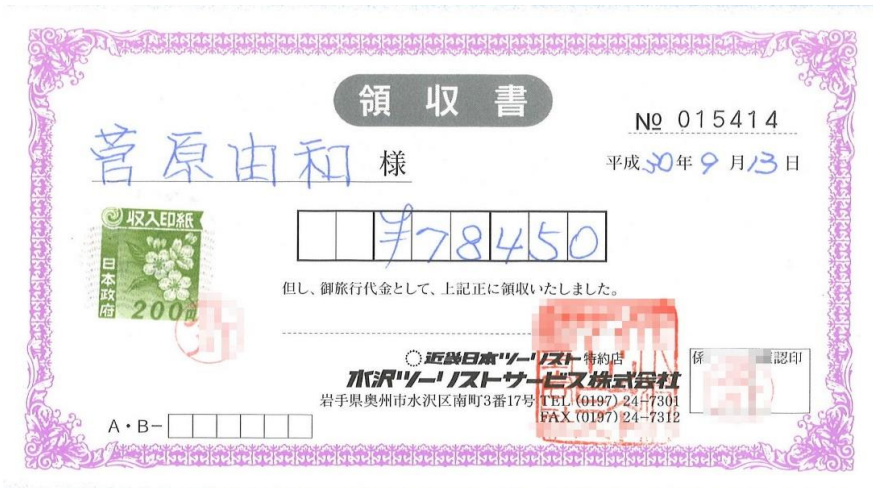 領収書
№ 015414
菅原由和 様
平成30年9月13日
収入印紙
日本政府
200円
¥78450
但し、御旅行代金として、上記正に領収いたしました。
近畿日本ツーリスト特約店
水沢ツーリストサービス株式会社
岩手県奥州市水沢区南町3番17号 TEL (0197) 24-7301
FAX (0197) 24-7312
係 認印
A・B-